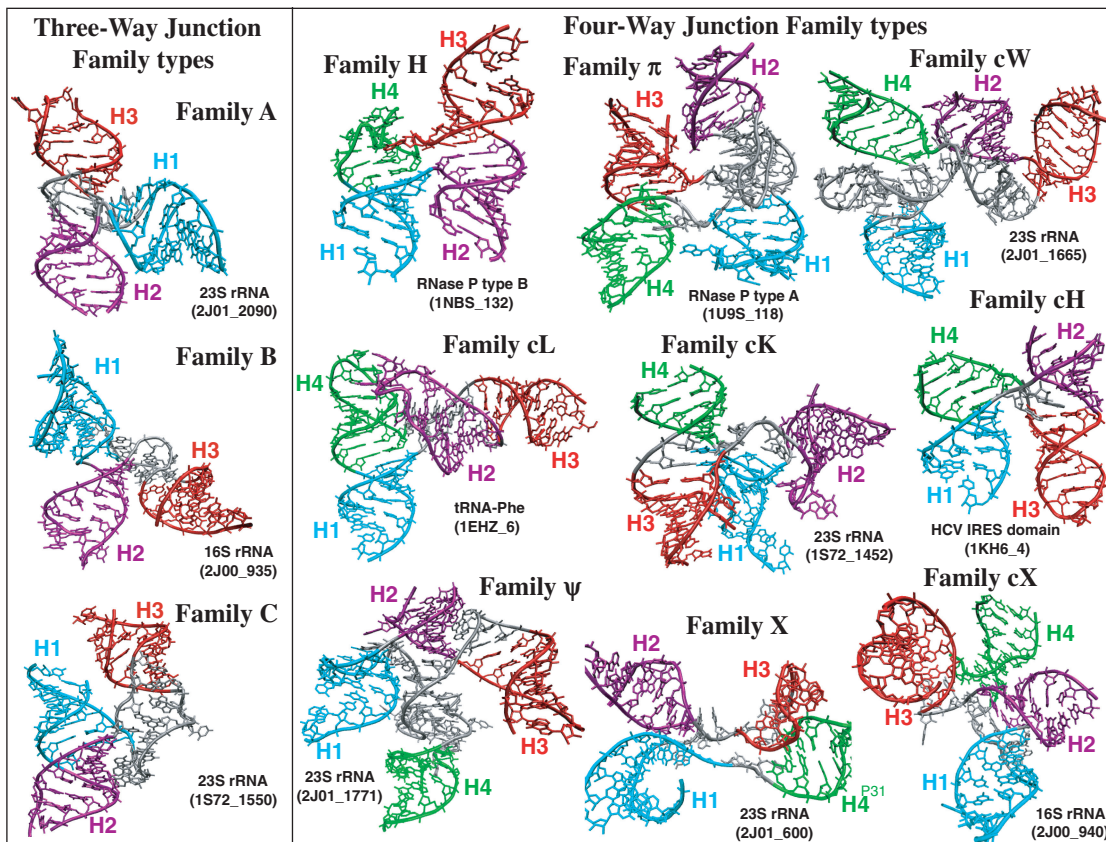 Three-Way Junction
Family types
Family A
H3
H1
H2
23S rRNA
(2J01_2090)
Family B
H1
H3
H2
16S rRNA
(2J00_935)
Family C
H3
H1
H2
23S rRNA
(1S72_1550)
Four-Way Junction Family types
Family H
H3
H4
H1
H2
RNase P type B
(1NBS_132)
Family π
H2
H3
H1
H4
RNase P type A
(1U9S_118)
Family cW
H4
H2
H3
H1
23S rRNA
(2J01_1665)
Family cL
H4
H2
H3
H1
tRNA-Phe
(1EHZ_6)
Family cK
H4
H2
H3
H1
23S rRNA
(1S72_1452)
Family cH
H4
H2
H1
H3
HCV IRES domain
(1KH6_4)
Family ψ
H2
H1
H3
H4
23S rRNA
(2J01_1771)
Family X
H2
H3
H1
H4
P31
23S rRNA
(2J01_600)
Family cX
H4
H3
H2
H1
16S rRNA
(2J00_940)